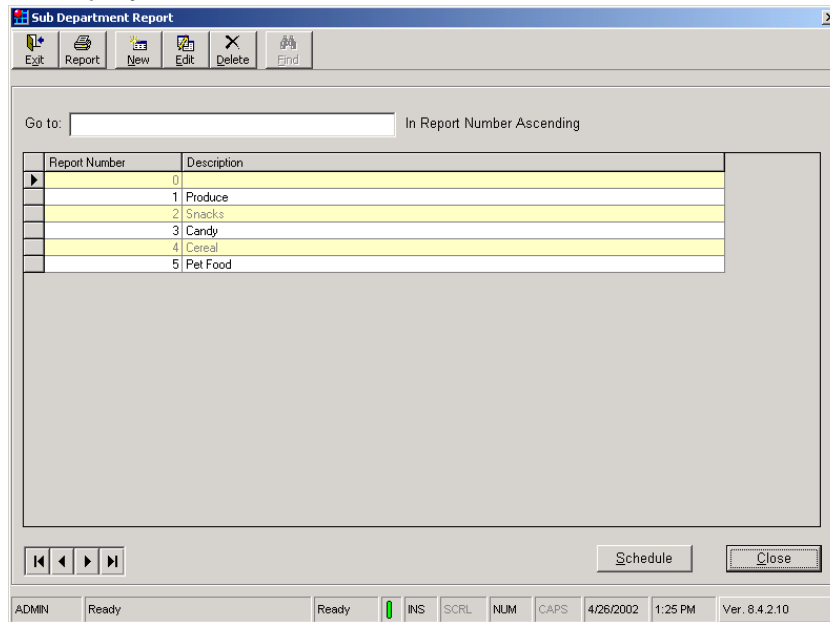 Sub Department Report
Exit Report New Edit Delete Find
Go to: In Report Number Ascending
Report Number Description
0
1 Produce
2 Snacks
3 Candy
4 Cereal
5 Pet Food
Schedule Close
ADMIN Ready Ready INS SCRL NUM CAPS 4/26/2002 1:25 PM Ver. 8.4.2.10